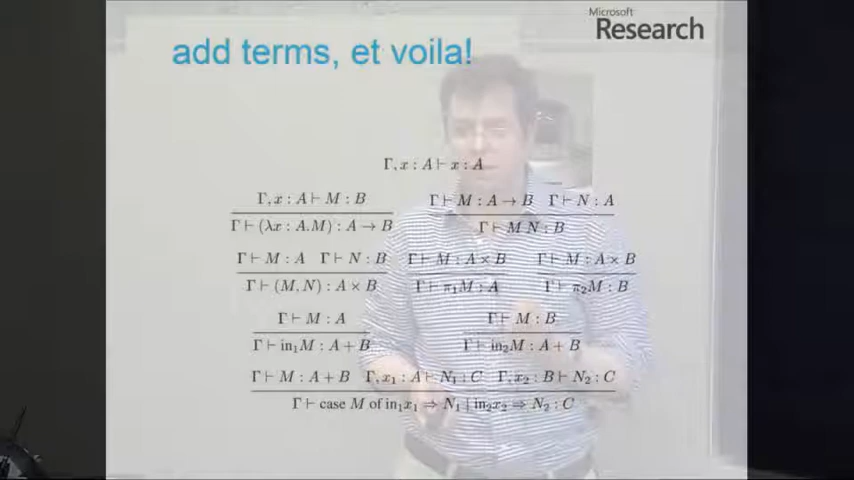 Microsoft
Research
add terms, et voila!
Γ, x : A ⊢ x : A
Γ, x : A ⊢ M : B
Γ ⊢ (λx : A.M) : A → B
Γ ⊢ M : A → B Γ ⊢ N : A
Γ ⊢ M N : B
Γ ⊢ M : A Γ ⊢ N : B
Γ ⊢ (M, N) : A × B
Γ ⊢ M : A × B
Γ ⊢ π₁M : A
Γ ⊢ M : A × B
Γ ⊢ π₂M : B
Γ ⊢ M : A
Γ ⊢ in₁M : A + B
Γ ⊢ M : B
Γ ⊢ in₂M : A + B
Γ ⊢ M : A + B Γ, x₁ : A ⊢ N₁ : C Γ, x₂ : B ⊢ N₂ : C
Γ ⊢ case M of in₁x₁ ⇒ N₁ | in₂x₂ ⇒ N₂ : C